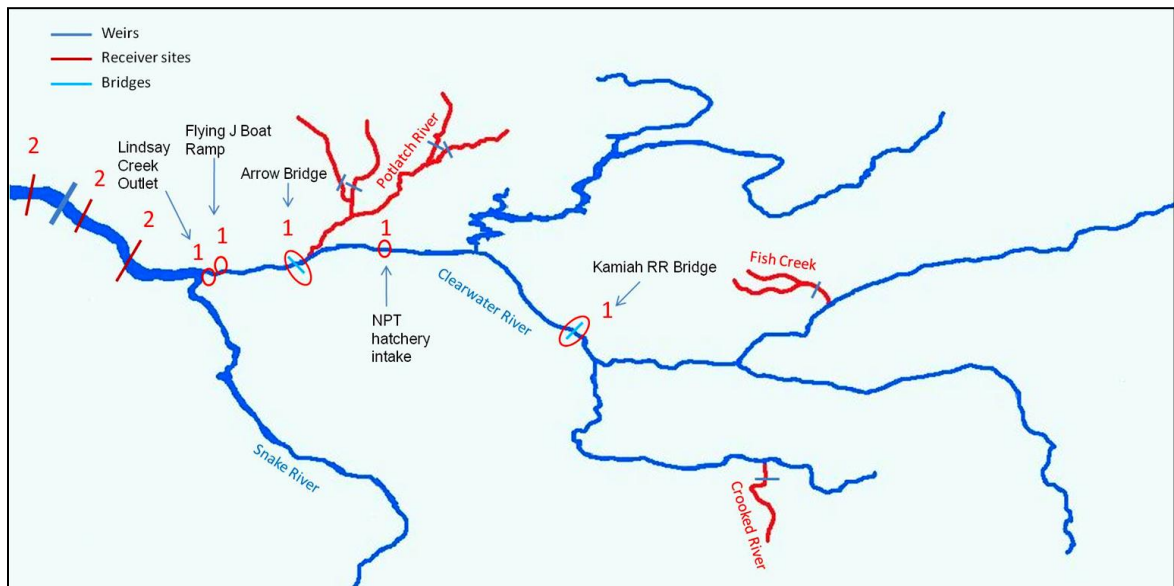 Weirs
Receiver sites
Bridges
2
2
2
Lindsay
Creek
Outlet
Flying J Boat
Ramp
1
1
Arrow Bridge
1
Potlatch River
1
NPT
hatchery
intake
Clearwater River
Kamiah RR Bridge
1
Fish Creek
Snake River
Crooked River